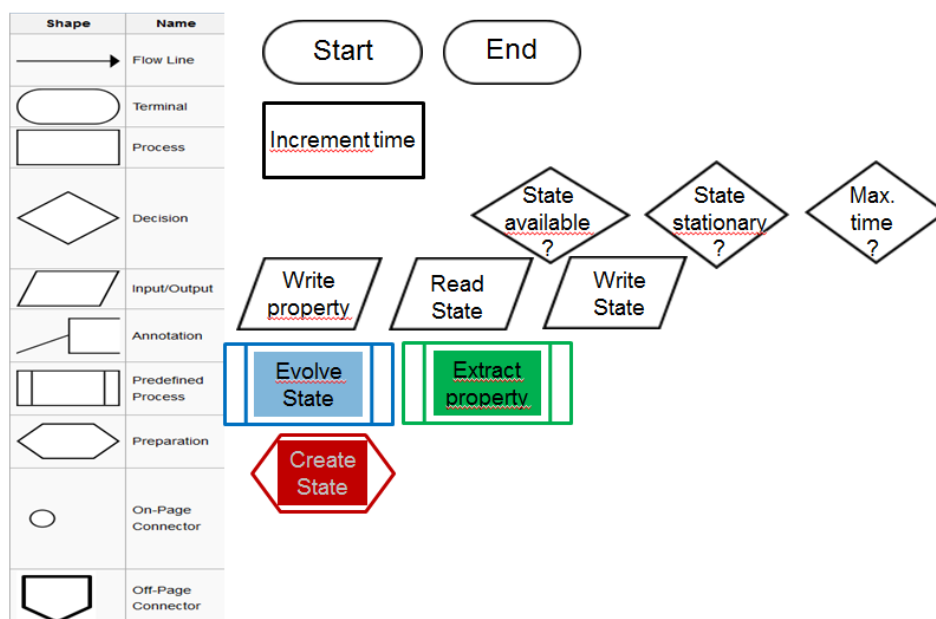 Shape Name
Flow Line
Terminal
Process
Decision
Input/Output
Annotation
Predefined
Process
Preparation
On-Page
Connector
Off-Page
Connector
Start
End
Increment time
State
available
?
State
stationary
?
Max.
time
?
Write
property
Read
State
Write
State
Evolve
State
Extract
property
Create
State